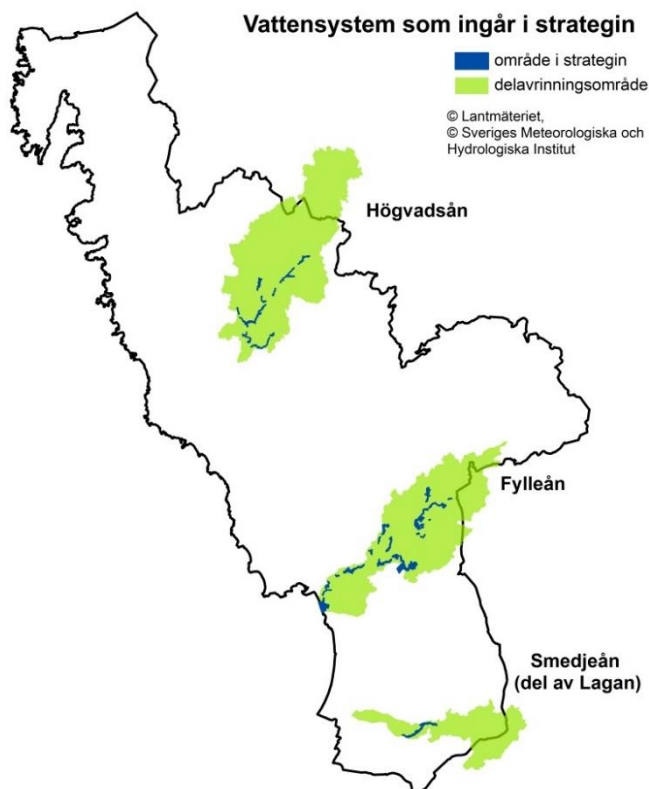 Vattensystem som ingår i strategin
område i strategin
delavrinningsområde
© Lantmäteriet,
© Sveriges Meteorologiska och
Hydrologiska Institut
Högvadsån
Fylleån
Smedjeån
(del av Lagan)